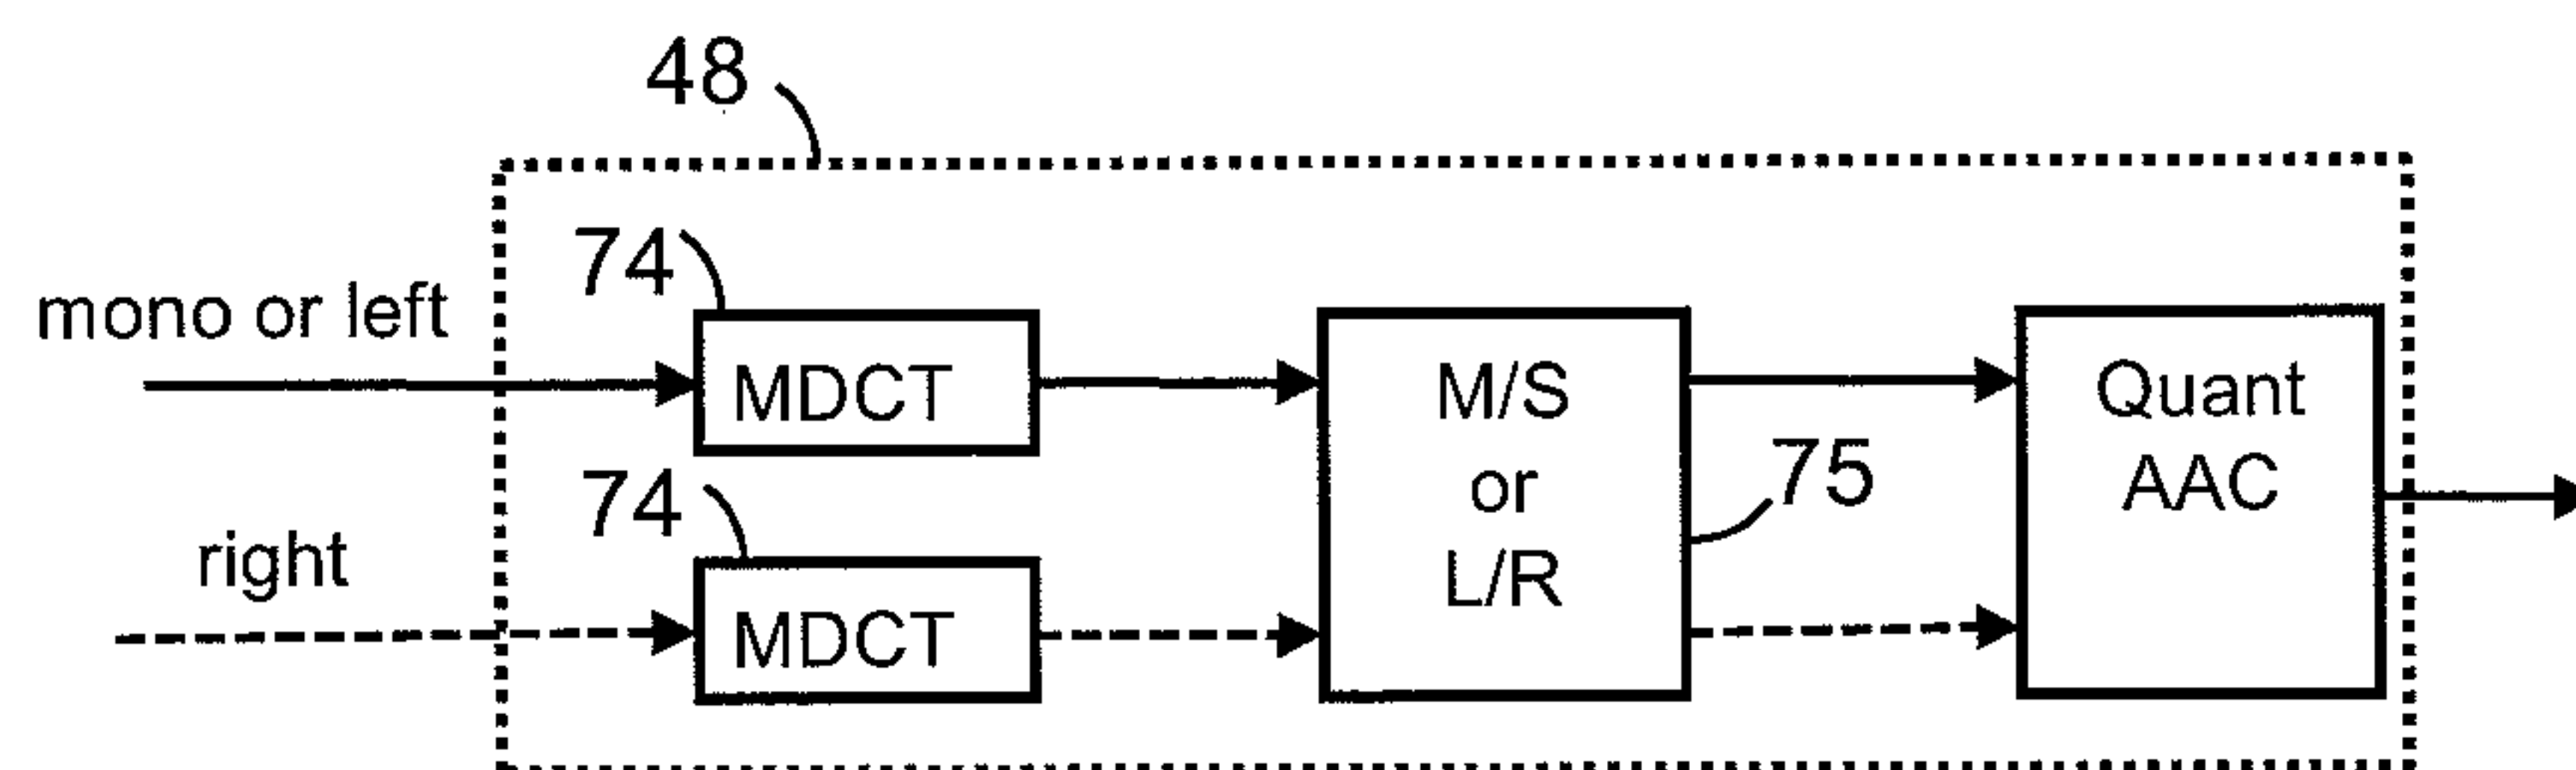 48
74
mono or left
MDCT
M/S
or
L/R
Quant
AAC
75
74
right
MDCT